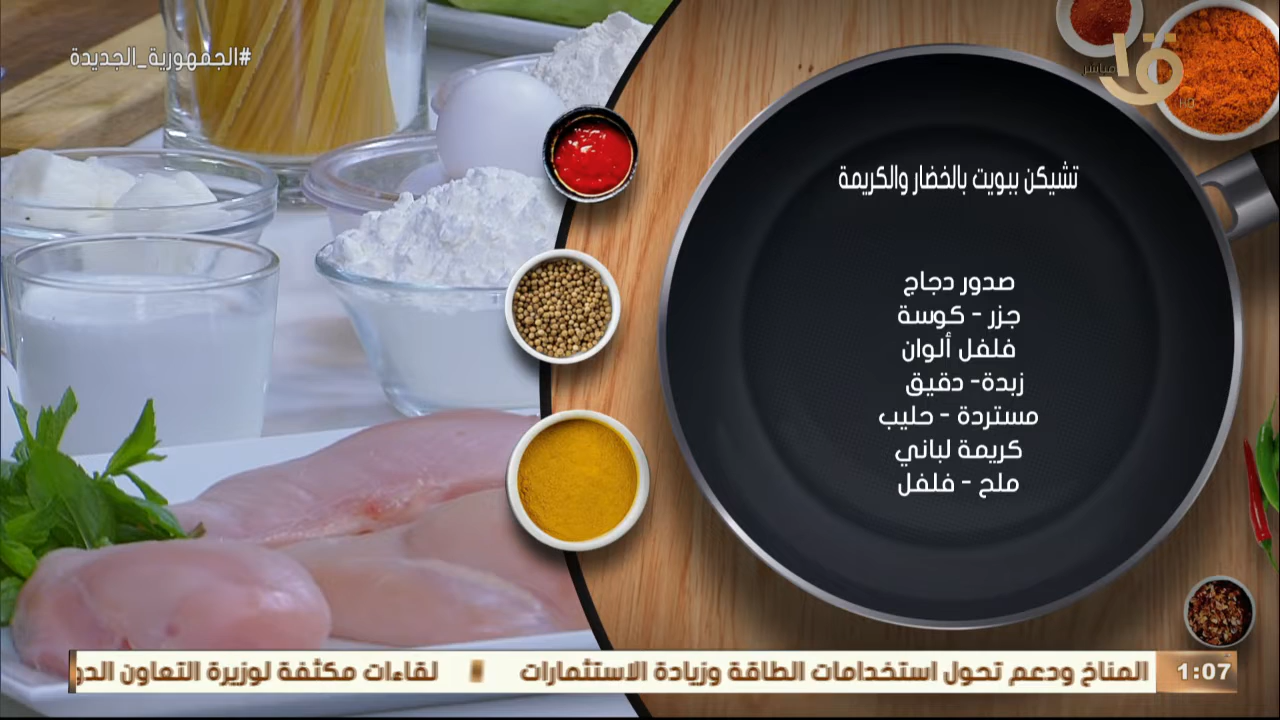 #الجمهورية_الجديدة
مباشر
تشيكن ببويت بالخضار والكريمة
صدور دجاج
جزر - كوسة
فلفل ألوان
زبدة- دقيق
مستردة - حليب
كريمة لباني
ملح - فلفل
1:07
المناخ ودعم تحول استخدامات الطاقة وزيادة الاستثمارات
لقاءات مكثفة لوزيرة التعاون